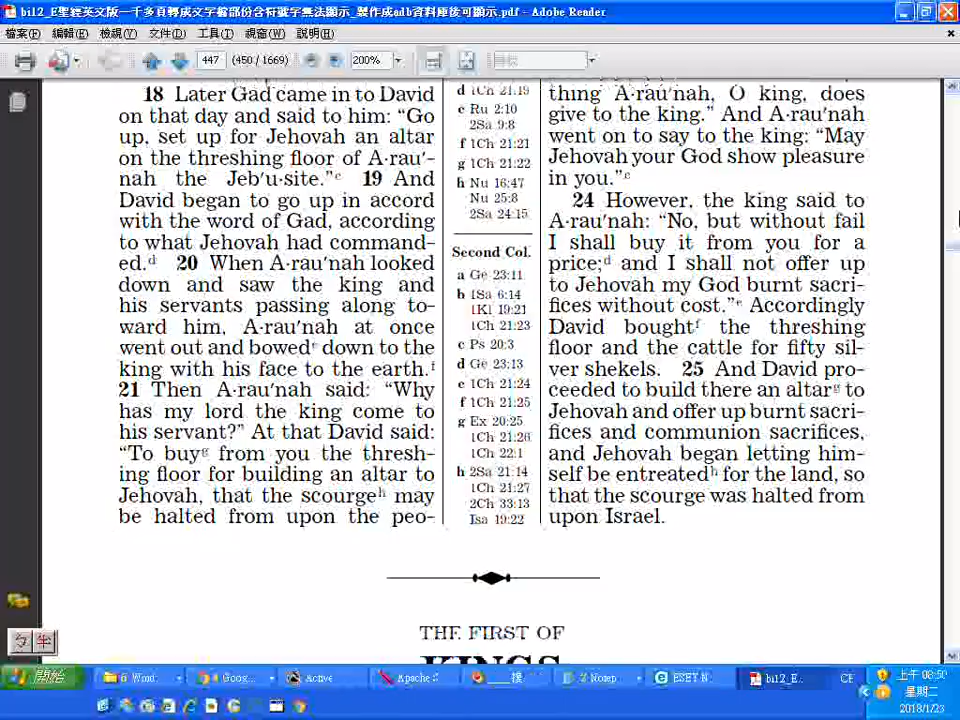 bi12_E聖經英文版一千多頁轉成文字檔部份含符號字無法顯示_製作成adb資料庫後可顯示.pdf - Adobe Reader
檔案(F) 編輯(E) 檢視(V) 文件(D) 工具(T) 視窗(W) 說明(H)
447 (450 / 1669) 200%
18 Later Gad came in to David
on that day and said to him: “Go
up, set up for Jehovah an altar
on the threshing floor of A·rau′-
nah the Jeb′u·site.”e 19 And
David began to go up in accord
with the word of Gad, according
to what Jehovah had command-
ed.d 20 When A·rau′nah looked
down and saw the king and
his servants passing along to-
ward him, A·rau′nah at once
went out and bowede down to the
king with his face to the earth.f
21 Then A·rau′nah said: “Why
has my lord the king come to
his servant?” At that David said:
“To buyg from you the thresh-
ing floor for building an altar to
Jehovah, that the scourgeh may
be halted from upon the peo-
d 1Ch 21:19
e Ru 2:10
2Sa 9:8
f 1Ch 21:21
g 1Ch 21:22
h Nu 16:47
Nu 25:8
2Sa 24:15
Second Col.
a Ge 23:11
b 1Sa 6:14
1Ki 19:21
1Ch 21:23
c Ps 20:3
d Ge 23:13
e 1Ch 21:24
f 1Ch 21:25
g Ex 20:25
1Ch 21:26
1Ch 22:1
h 2Sa 21:14
1Ch 21:27
2Ch 33:13
Isa 19:22
thing A·rau′nah, O king, does
give to the king.” And A·rau′nah
went on to say to the king: “May
Jehovah your God show pleasure
in you.”c
24 However, the king said to
A·rau′nah: “No, but without fail
I shall buy it from you for a
price;d and I shall not offer up
to Jehovah my God burnt sacri-
fices without cost.”e Accordingly
David boughtf the threshing
floor and the cattle for fifty sil-
ver shekels. 25 And David pro-
ceeded to build there an altarg to
Jehovah and offer up burnt sacri-
fices and communion sacrifices,
and Jehovah began letting him-
self be entreatedh for the land, so
that the scourge was halted from
upon Israel.
THE FIRST OF
KINGS
ㄅ 半
開始 6 Wind... Goog... Active Apache 2 Notep... ESET N... bi12_E... CE 上午 08:50
星期二
2018/1/23